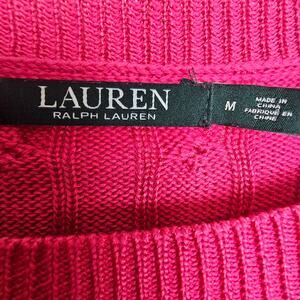 LAUREN
RALPH LAUREN
M
MADE IN
CHINA
FABRIQUÉ EN
CHINE